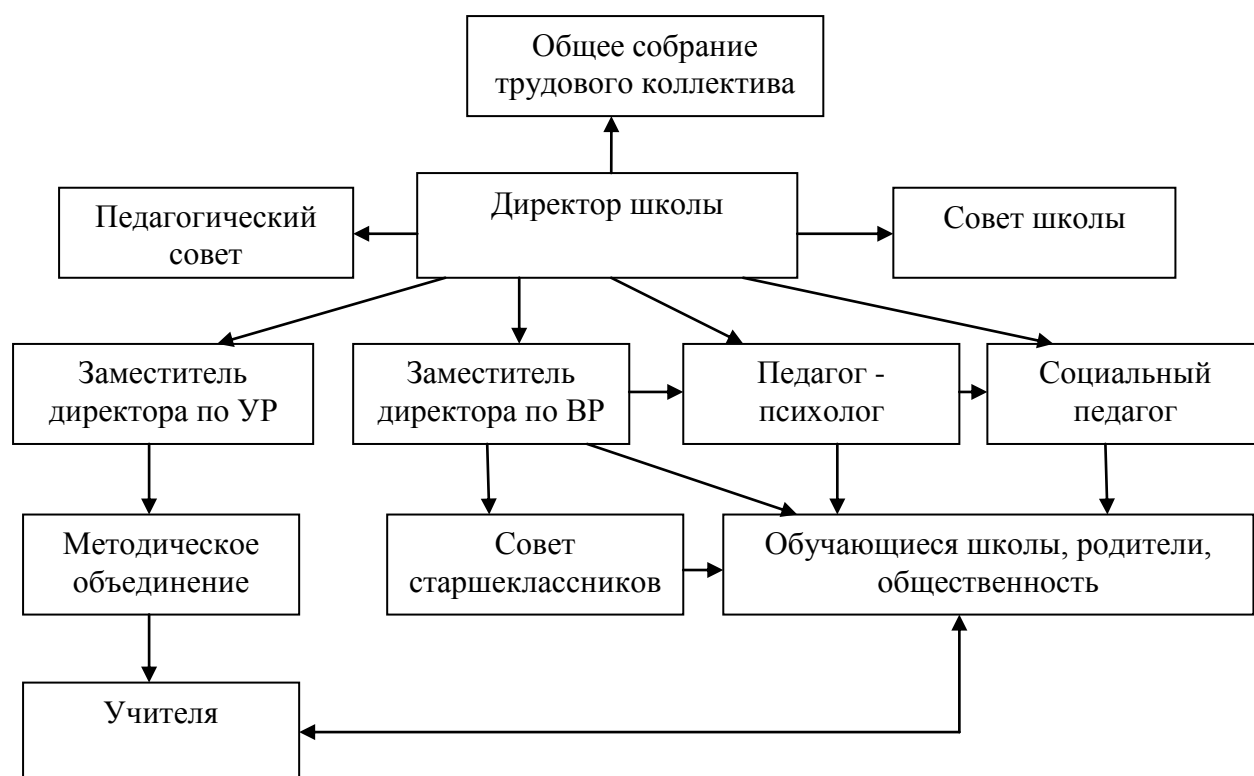 Общее собрание
трудового коллектива
Педагогический
совет
Директор школы
Совет школы
Заместитель
директора по УР
Заместитель
директора по ВР
Педагог -
психолог
Социальный
педагог
Методическое
объединение
Совет
старшеклассников
Обучающиеся школы, родители,
общественность
Учителя